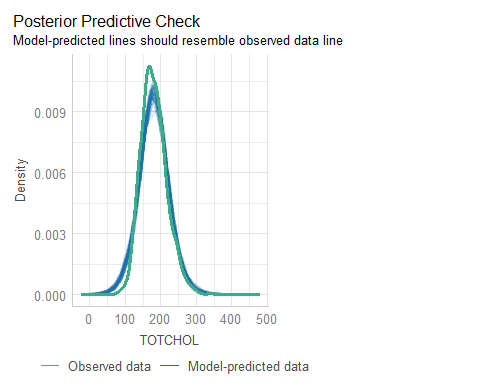 Posterior Predictive Check
Model-predicted lines should resemble observed data line
0.009
0.006
0.003
0.000
Density
0 100 200 300 400 500
TOTCHOL
Observed data Model-predicted data